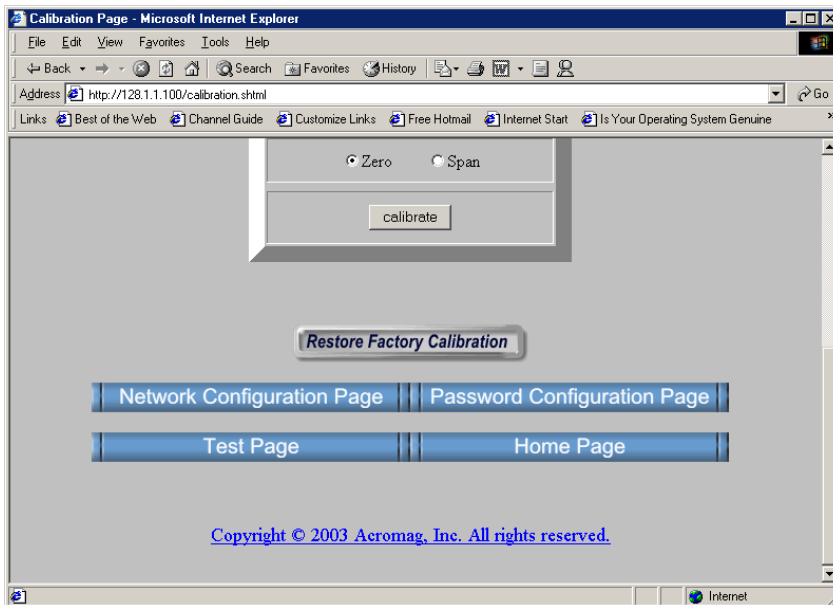 Calibration Page - Microsoft Internet Explorer
File Edit View Favorites Tools Help
Back Search Favorites History
Address http://128.1.1.100/calibration.shtml Go
Links Best of the Web Channel Guide Customize Links Free Hotmail Internet Start Is Your Operating System Genuine »
Zero Span
calibrate
Restore Factory Calibration
Network Configuration Page Password Configuration Page
Test Page Home Page
Copyright © 2003 Acromag, Inc. All rights reserved.
Internet